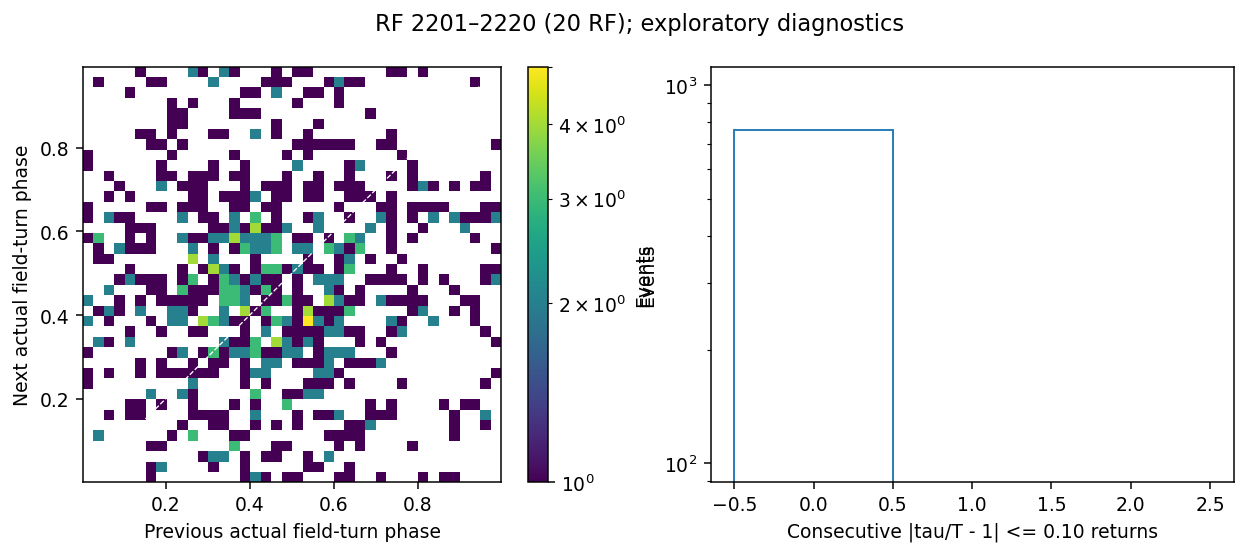 RF 2201–2220 (20 RF); exploratory diagnostics
Next actual field-turn phase
0.8
0.6
0.4
0.2
0.2 0.4 0.6 0.8
Previous actual field-turn phase
4 × 10⁰
3 × 10⁰
2 × 10⁰
10⁰
Events
Events
10³
10²
−0.5 0.0 0.5 1.0 1.5 2.0 2.5
Consecutive |tau/T - 1| <= 0.10 returns